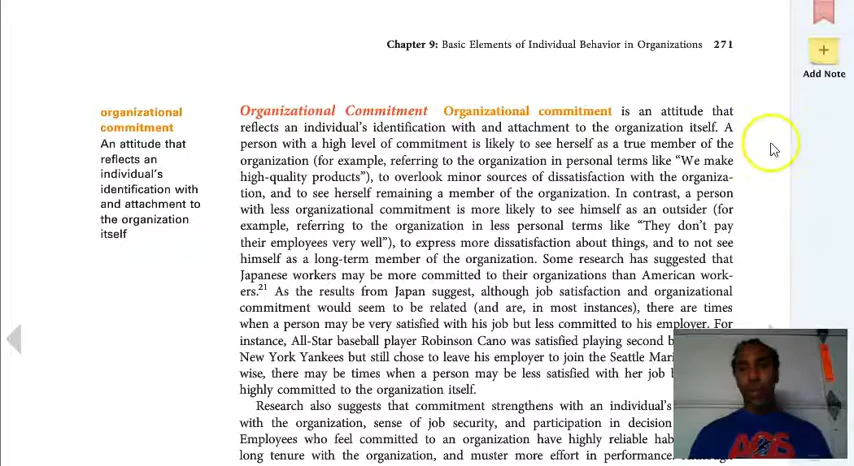 Chapter 9: Basic Elements of Individual Behavior in Organizations 271
Add Note
organizational
commitment
An attitude that
reflects an
individual's
identification with
and attachment to
the organization
itself
Organizational Commitment Organizational commitment is an attitude that
reflects an individual's identification with and attachment to the organization itself. A
person with a high level of commitment is likely to see herself as a true member of the
organization (for example, referring to the organization in personal terms like "We make
high-quality products"), to overlook minor sources of dissatisfaction with the organiza-
tion, and to see herself remaining a member of the organization. In contrast, a person
with less organizational commitment is more likely to see himself as an outsider (for
example, referring to the organization in less personal terms like "They don't pay
their employees very well"), to express more dissatisfaction about things, and to not see
himself as a long-term member of the organization. Some research has suggested that
Japanese workers may be more committed to their organizations than American work-
ers.21 As the results from Japan suggest, although job satisfaction and organizational
commitment would seem to be related (and are, in most instances), there are times
when a person may be very satisfied with his job but less committed to his employer. For
instance, All-Star baseball player Robinson Cano was satisfied playing second
New York Yankees but still chose to leave his employer to join the Seattle
wise, there may be times when a person may be less satisfied with her job
highly committed to the organization itself.
Research also suggests that commitment strengthens with an individual's
with the organization, sense of job security, and participation in decision
Employees who feel committed to an organization have highly reliable
long tenure with the organization, and muster more effort in performance.